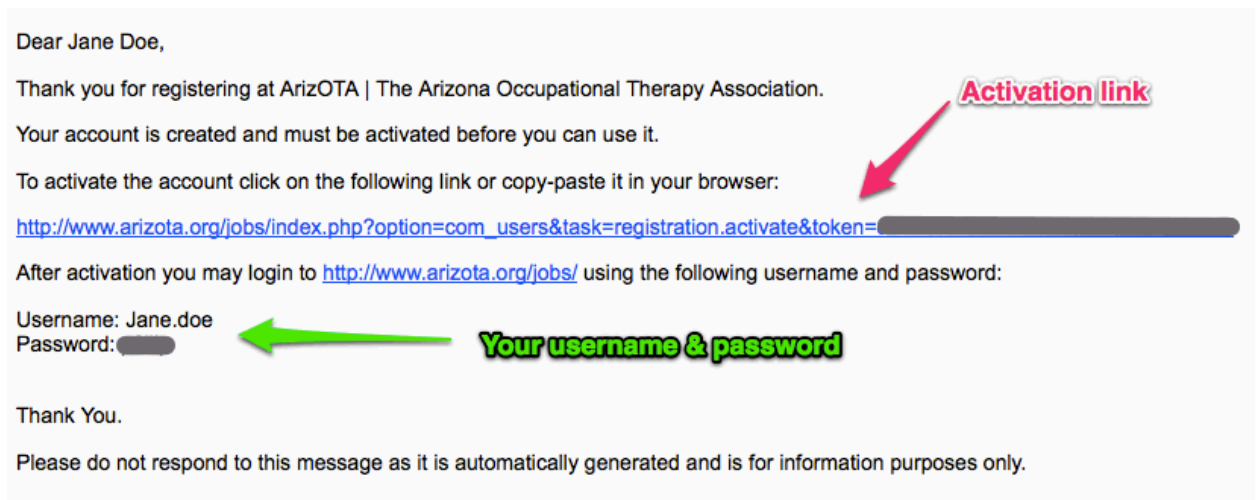 Dear Jane Doe,
Thank you for registering at ArizOTA | The Arizona Occupational Therapy Association.
Activation link
Your account is created and must be activated before you can use it.
To activate the account click on the following link or copy-paste it in your browser:
http://www.arizota.org/jobs/index.php?option=com_users&task=registration.activate&token=
After activation you may login to http://www.arizota.org/jobs/ using the following username and password:
Username: Jane.doe
Password:
Your username & password
Thank You.
Please do not respond to this message as it is automatically generated and is for information purposes only.